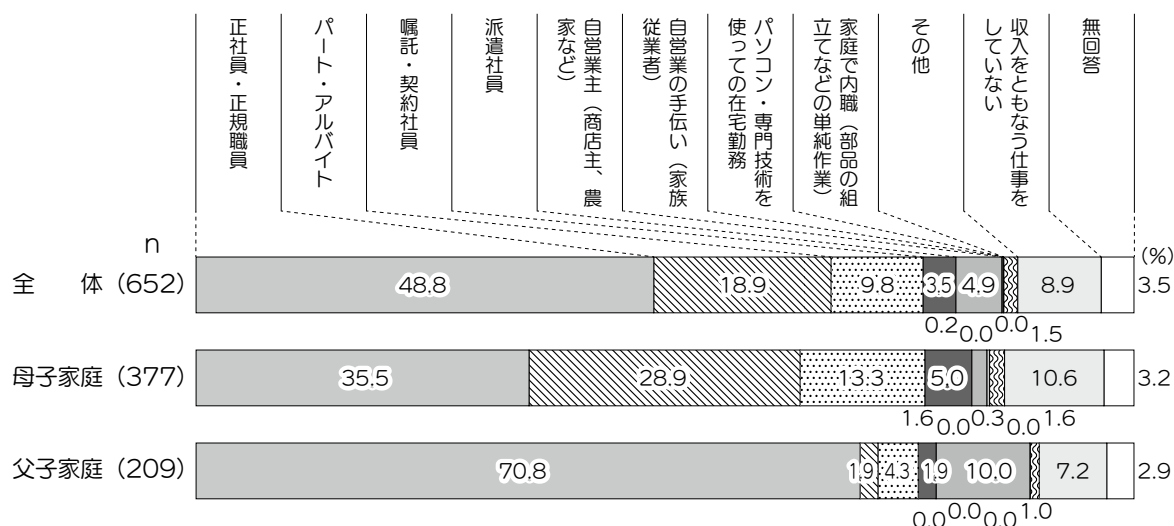 正社員・正規職員
パート・アルバイト
嘱託・契約社員
派遣社員
自営業主（商店主、農
家など）
自営業の手伝い（家族
従業者）
パソコン・専門技術を
使っての在宅勤務
家庭で内職（部品の組
立てなどの単純作業）
その他
収入をともなう仕事を
していない
無回答
n
(%)
全　体 (652) 48.8 18.9 9.8 3.5 4.9 8.9 3.5
0.2 0.0 0.0 1.5
母子家庭 (377) 35.5 28.9 13.3 5.0 10.6 3.2
1.6 0.0 0.3 0.0 1.6
父子家庭 (209) 70.8 1.9 4.3 1.9 10.0 7.2 2.9
0.0 0.0 0.0 1.0